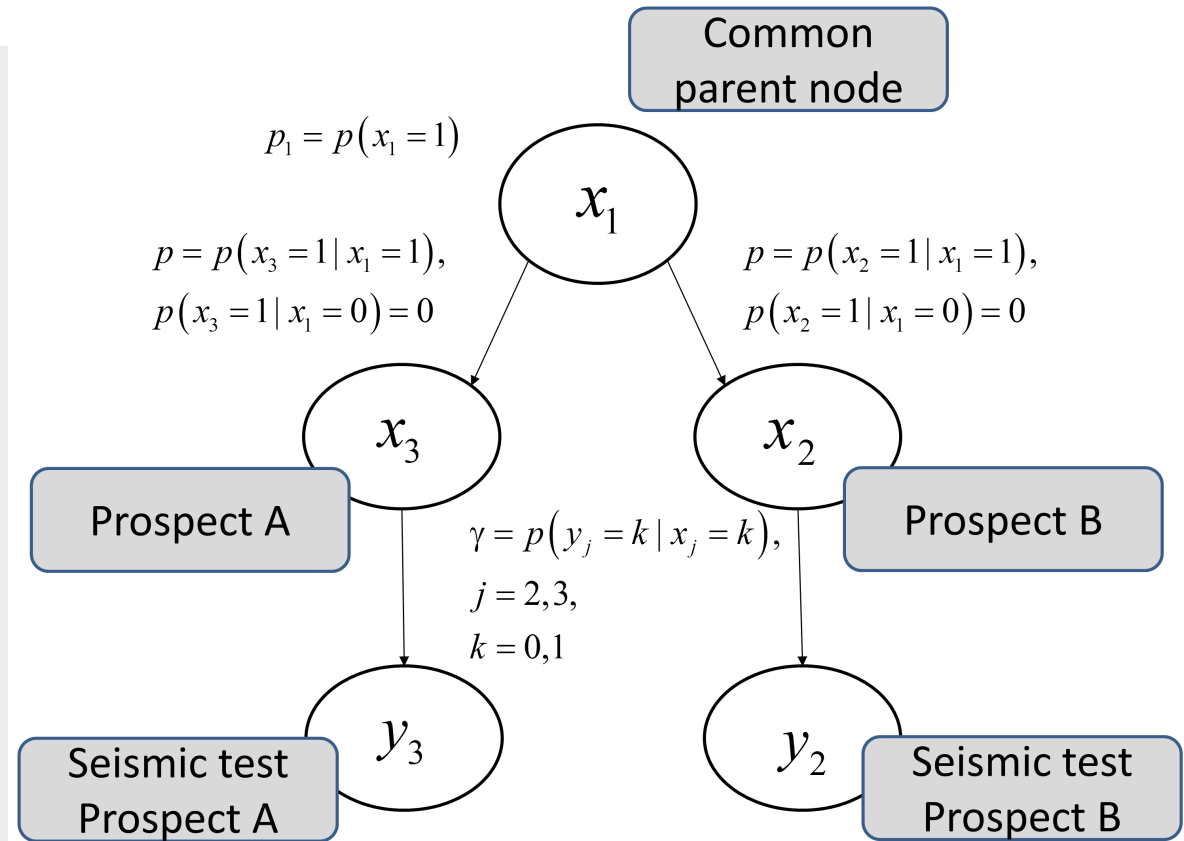 Common
parent node
p₁ = p(x₁ = 1)
x₁
p = p(x₃ = 1 | x₁ = 1),
p(x₃ = 1 | x₁ = 0) = 0
p = p(x₂ = 1 | x₁ = 1),
p(x₂ = 1 | x₁ = 0) = 0
x₃
x₂
Prospect A
Prospect B
γ = p(y_j = k | x_j = k),
j = 2,3,
k = 0,1
y₃
y₂
Seismic test
Prospect A
Seismic test
Prospect B